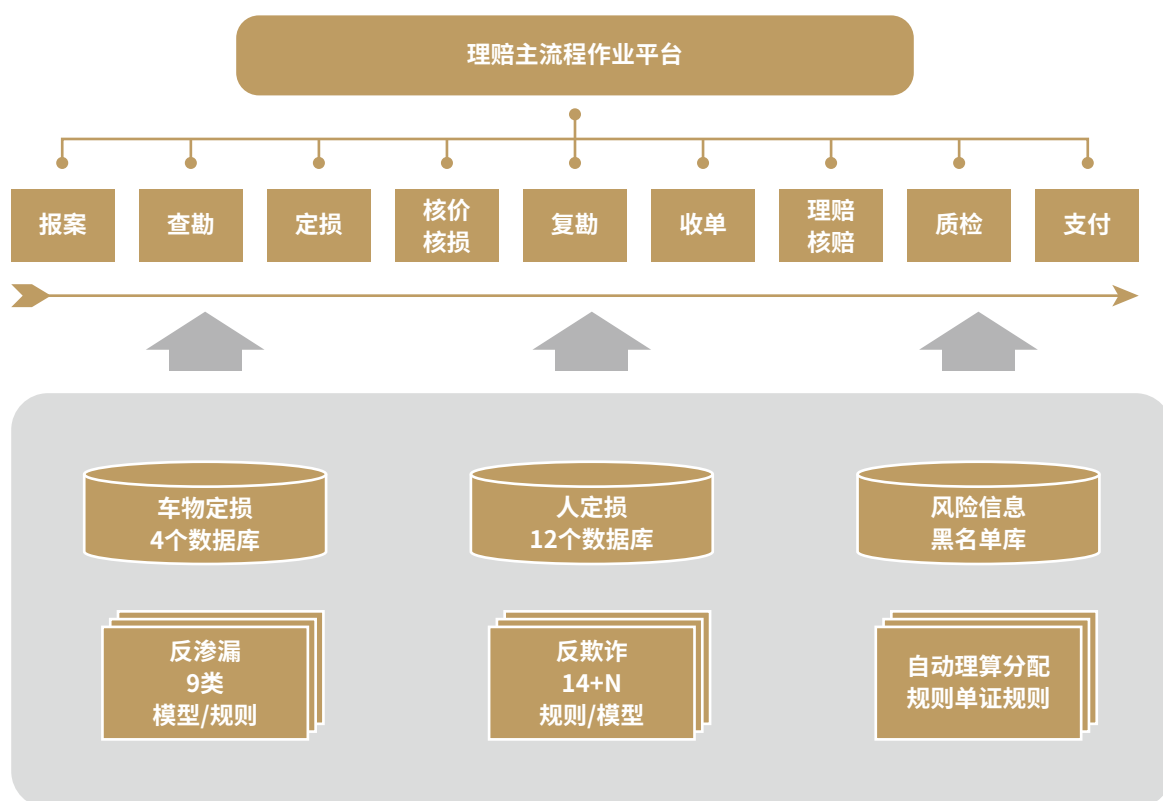 理赔主流程作业平台
报案
查勘
定损
核价
核损
复勘
收单
理赔
核赔
质检
支付
车物定损
4个数据库
人定损
12个数据库
风险信息
黑名单库
反渗漏
9类
模型/规则
反欺诈
14+N
规则/模型
自动理算分配
规则单证规则